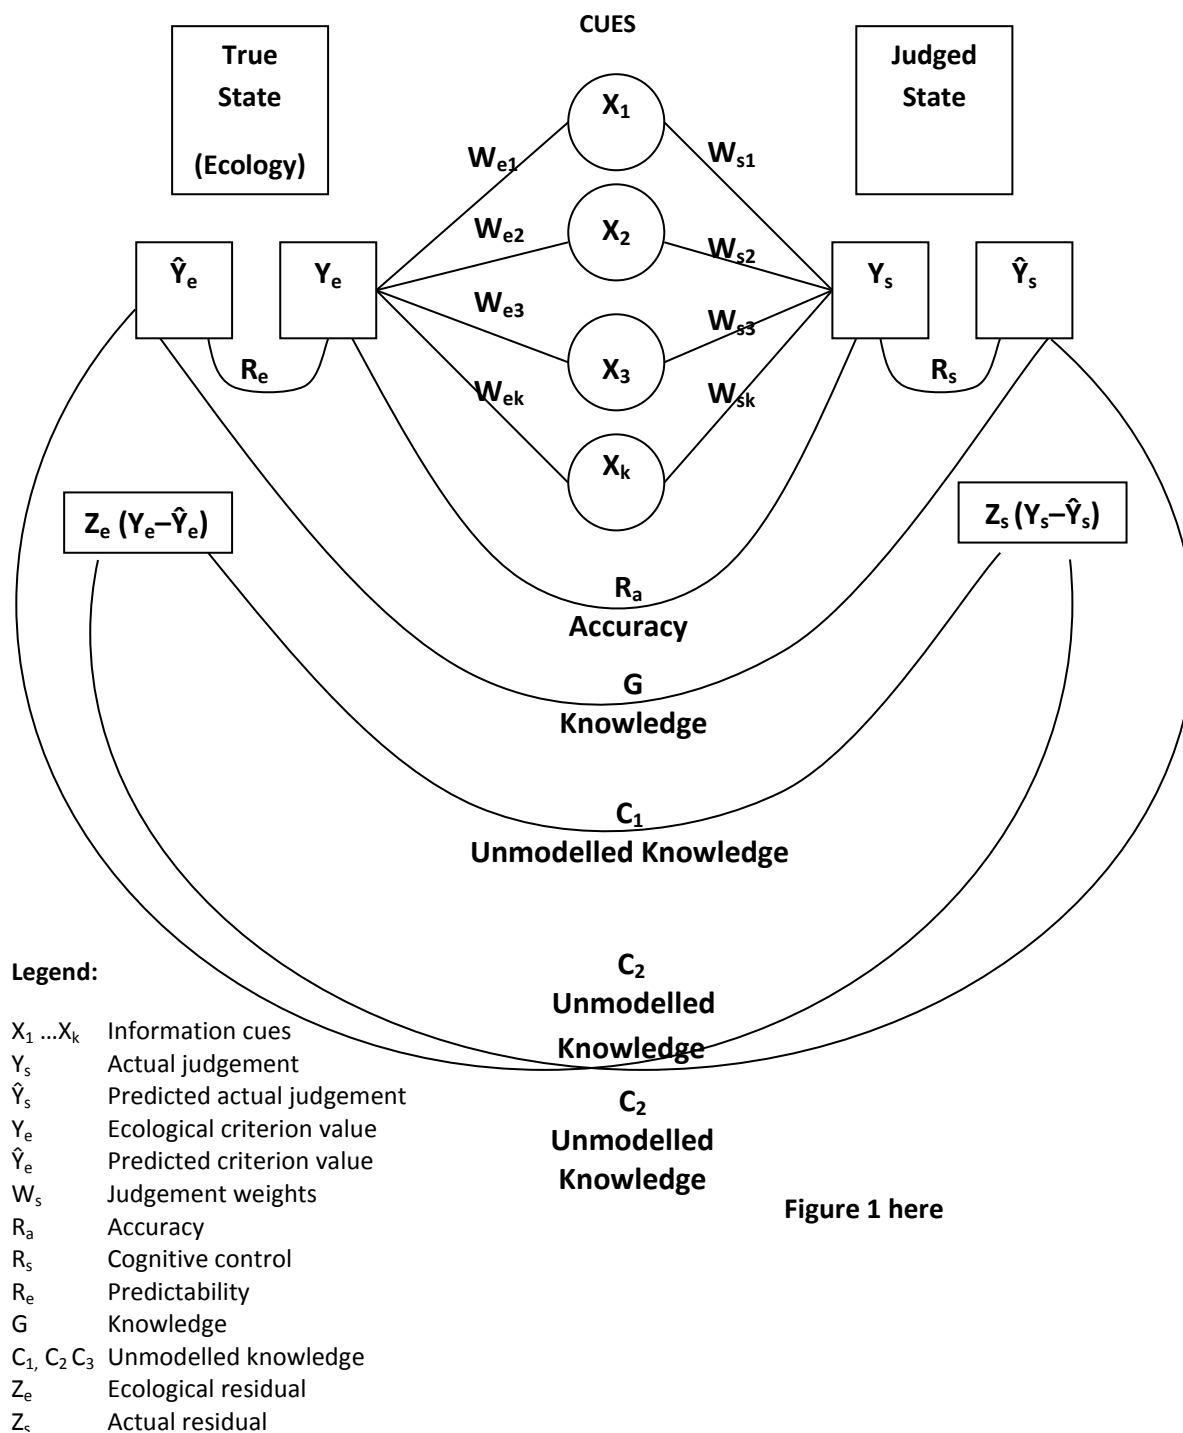 CUES
True
State
(Ecology)
Judged
State
X₁
Wₑ₁
Wₛ₁
X₂
Wₑ₂
Wₛ₂
Ŷₑ
Yₑ
Yₛ
Ŷₛ
Wₑ₃
Wₛ₃
X₃
Rₑ
Rₛ
Wₑₖ
Wₛₖ
Xₖ
Zₑ (Yₑ–Ŷₑ)
Zₛ (Yₛ–Ŷₛ)
Rₐ
Accuracy
G
Knowledge
C₁
Unmodelled Knowledge
C₂
Unmodelled
Knowledge
C₂
Unmodelled
Knowledge
Figure 1 here
Legend:
X₁ ...Xₖ Information cues
Yₛ Actual judgement
Ŷₛ Predicted actual judgement
Yₑ Ecological criterion value
Ŷₑ Predicted criterion value
Wₛ Judgement weights
Rₐ Accuracy
Rₛ Cognitive control
Rₑ Predictability
G Knowledge
C₁, C₂ C₃ Unmodelled knowledge
Zₑ Ecological residual
Zₛ Actual residual